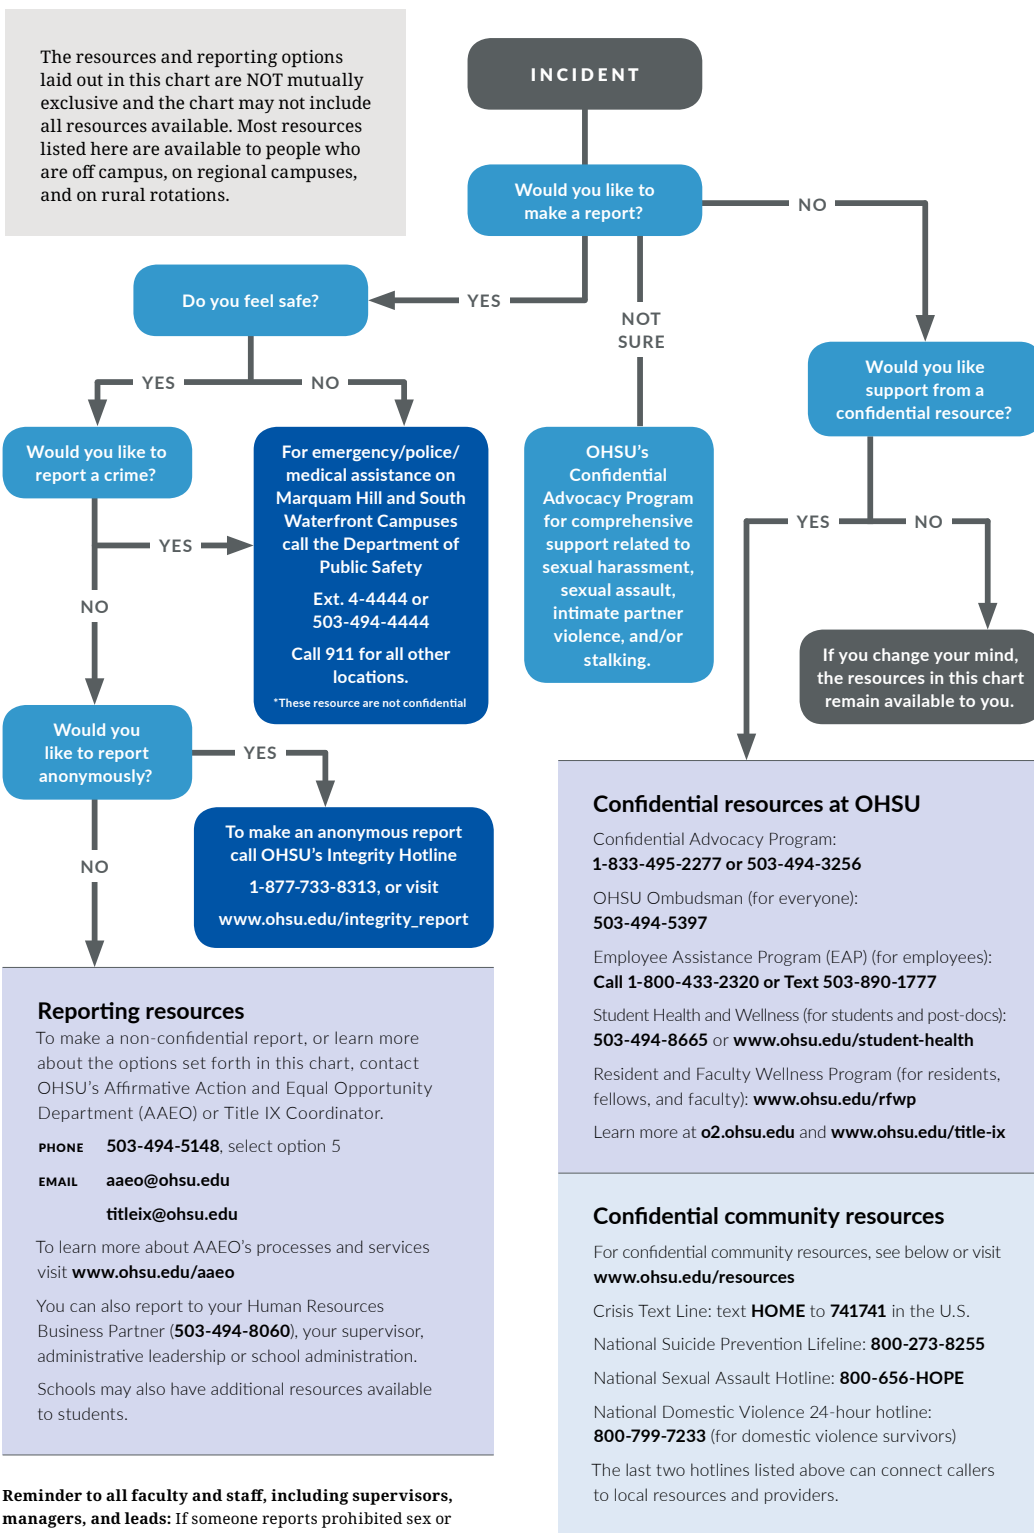 The resources and reporting options
laid out in this chart are NOT mutually
exclusive and the chart may not include
all resources available. Most resources
listed here are available to people who
are off campus, on regional campuses,
and on rural rotations.
INCIDENT
Would you like to
make a report?
NO
YES
NOT
SURE
Do you feel safe?
YES
NO
Would you like
support from a
confidential resource?
Would you like to
report a crime?
YES
NO
For emergency/police/
medical assistance on
Marquam Hill and South
Waterfront Campuses
call the Department of
Public Safety
Ext. 4-4444 or
503-494-4444
Call 911 for all other
locations.
*These resource are not confidential
OHSU's
Confidential
Advocacy Program
for comprehensive
support related to
sexual harassment,
sexual assault,
intimate partner
violence, and/or
stalking.
YES
NO
If you change your mind,
the resources in this chart
remain available to you.
Would you
like to report
anonymously?
YES
NO
To make an anonymous report
call OHSU's Integrity Hotline
1-877-733-8313, or visit
www.ohsu.edu/integrity_report
Reporting resources
To make a non-confidential report, or learn more
about the options set forth in this chart, contact
OHSU's Affirmative Action and Equal Opportunity
Department (AAEO) or Title IX Coordinator.
PHONE 503-494-5148, select option 5
EMAIL aaeo@ohsu.edu
titleix@ohsu.edu
To learn more about AAEO's processes and services
visit www.ohsu.edu/aaeo
You can also report to your Human Resources
Business Partner (503-494-8060), your supervisor,
administrative leadership or school administration.
Schools may also have additional resources available
to students.
Reminder to all faculty and staff, including supervisors,
managers, and leads: If someone reports prohibited sex or
Confidential resources at OHSU
Confidential Advocacy Program:
1-833-495-2277 or 503-494-3256
OHSU Ombudsman (for everyone):
503-494-5397
Employee Assistance Program (EAP) (for employees):
Call 1-800-433-2320 or Text 503-890-1777
Student Health and Wellness (for students and post-docs):
503-494-8665 or www.ohsu.edu/student-health
Resident and Faculty Wellness Program (for residents,
fellows, and faculty): www.ohsu.edu/rfwp
Learn more at o2.ohsu.edu and www.ohsu.edu/title-ix
Confidential community resources
For confidential community resources, see below or visit
www.ohsu.edu/resources
Crisis Text Line: text HOME to 741741 in the U.S.
National Suicide Prevention Lifeline: 800-273-8255
National Sexual Assault Hotline: 800-656-HOPE
National Domestic Violence 24-hour hotline:
800-799-7233 (for domestic violence survivors)
The last two hotlines listed above can connect callers
to local resources and providers.